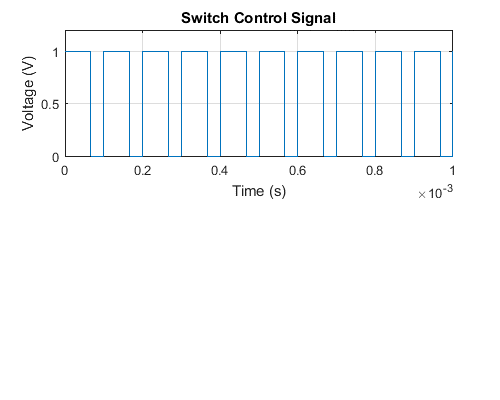 Switch Control Signal
Voltage (V)
1
0.5
0
0 0.2 0.4 0.6 0.8 1
Time (s)
×10-3